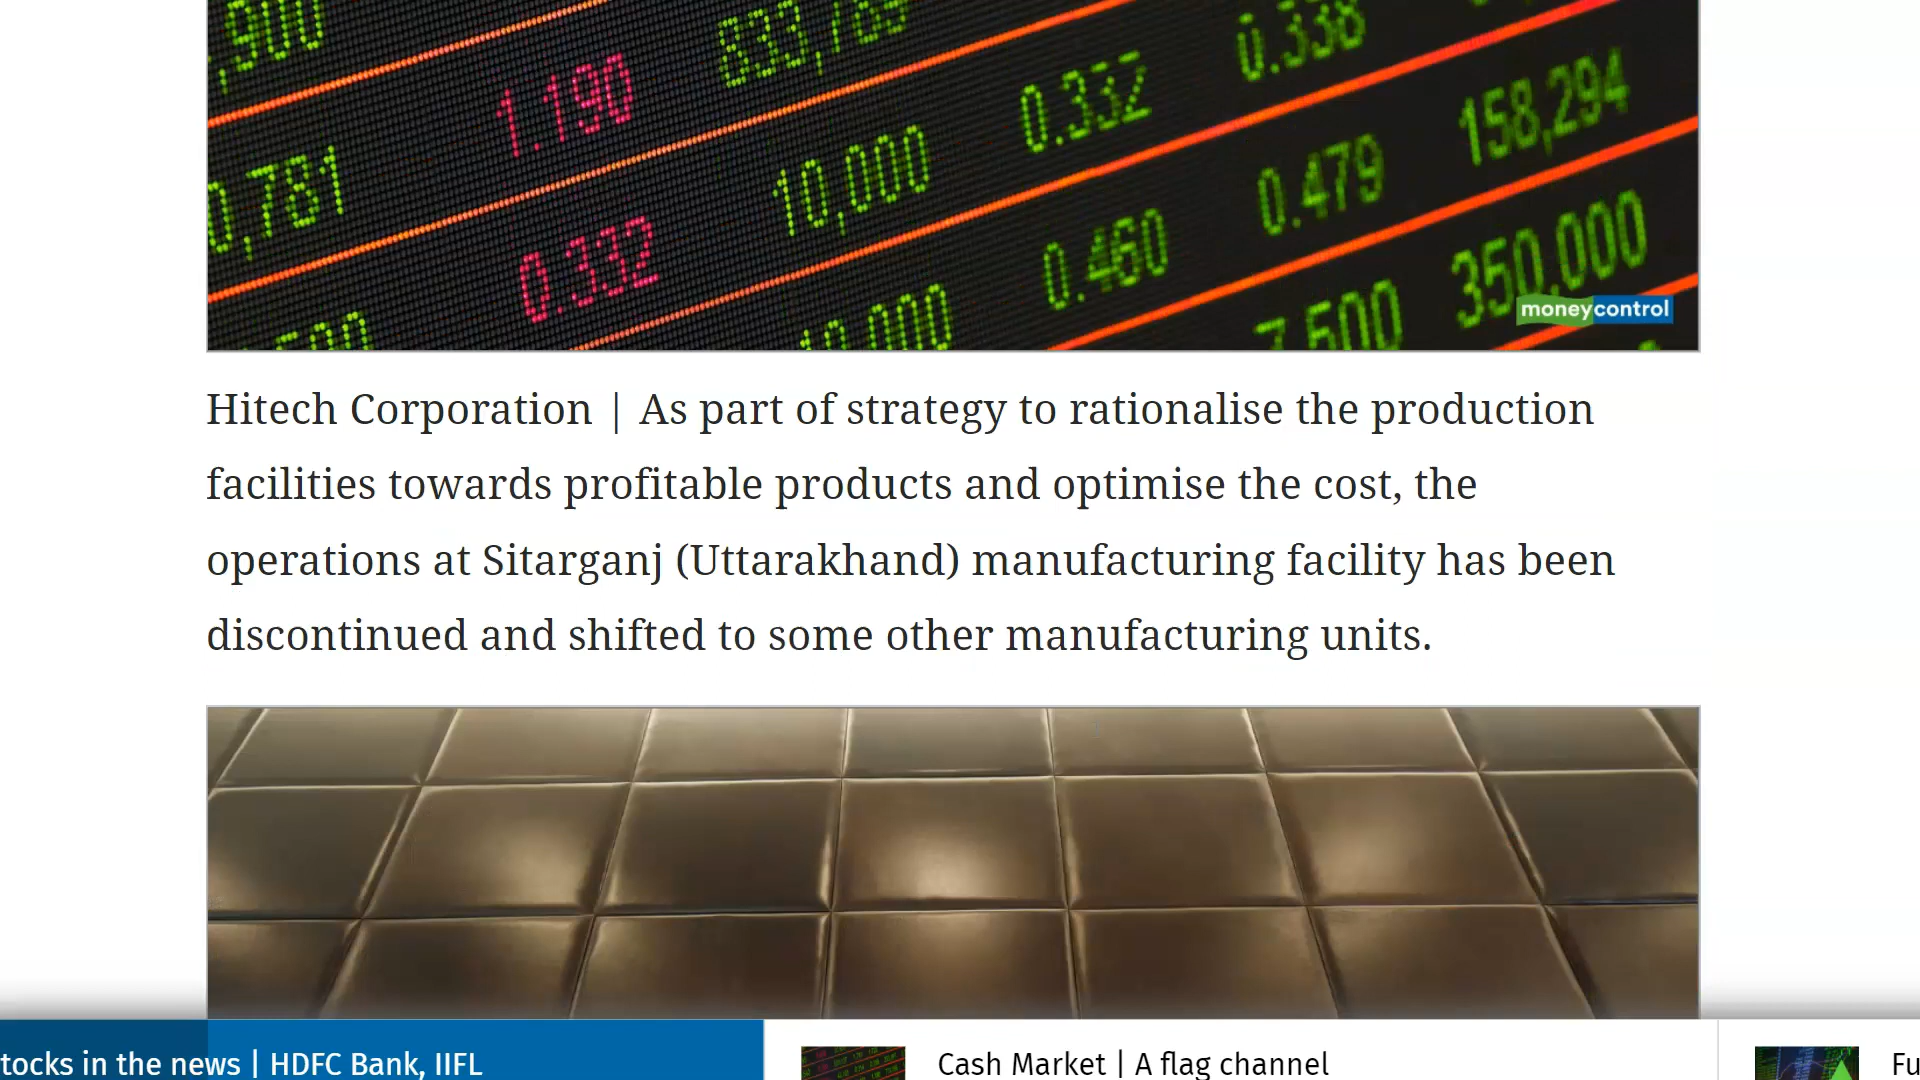 ,900
1.190
833,785
0.332
0.338
0,781
10,000
0.479
158,294
0.332
0.460
350,000
10,000
7,500
moneycontrol
Hitech Corporation | As part of strategy to rationalise the production
facilities towards profitable products and optimise the cost, the
operations at Sitarganj (Uttarakhand) manufacturing facility has been
discontinued and shifted to some other manufacturing units.
tocks in the news | HDFC Bank, IIFL
Cash Market | A flag channel
Fu